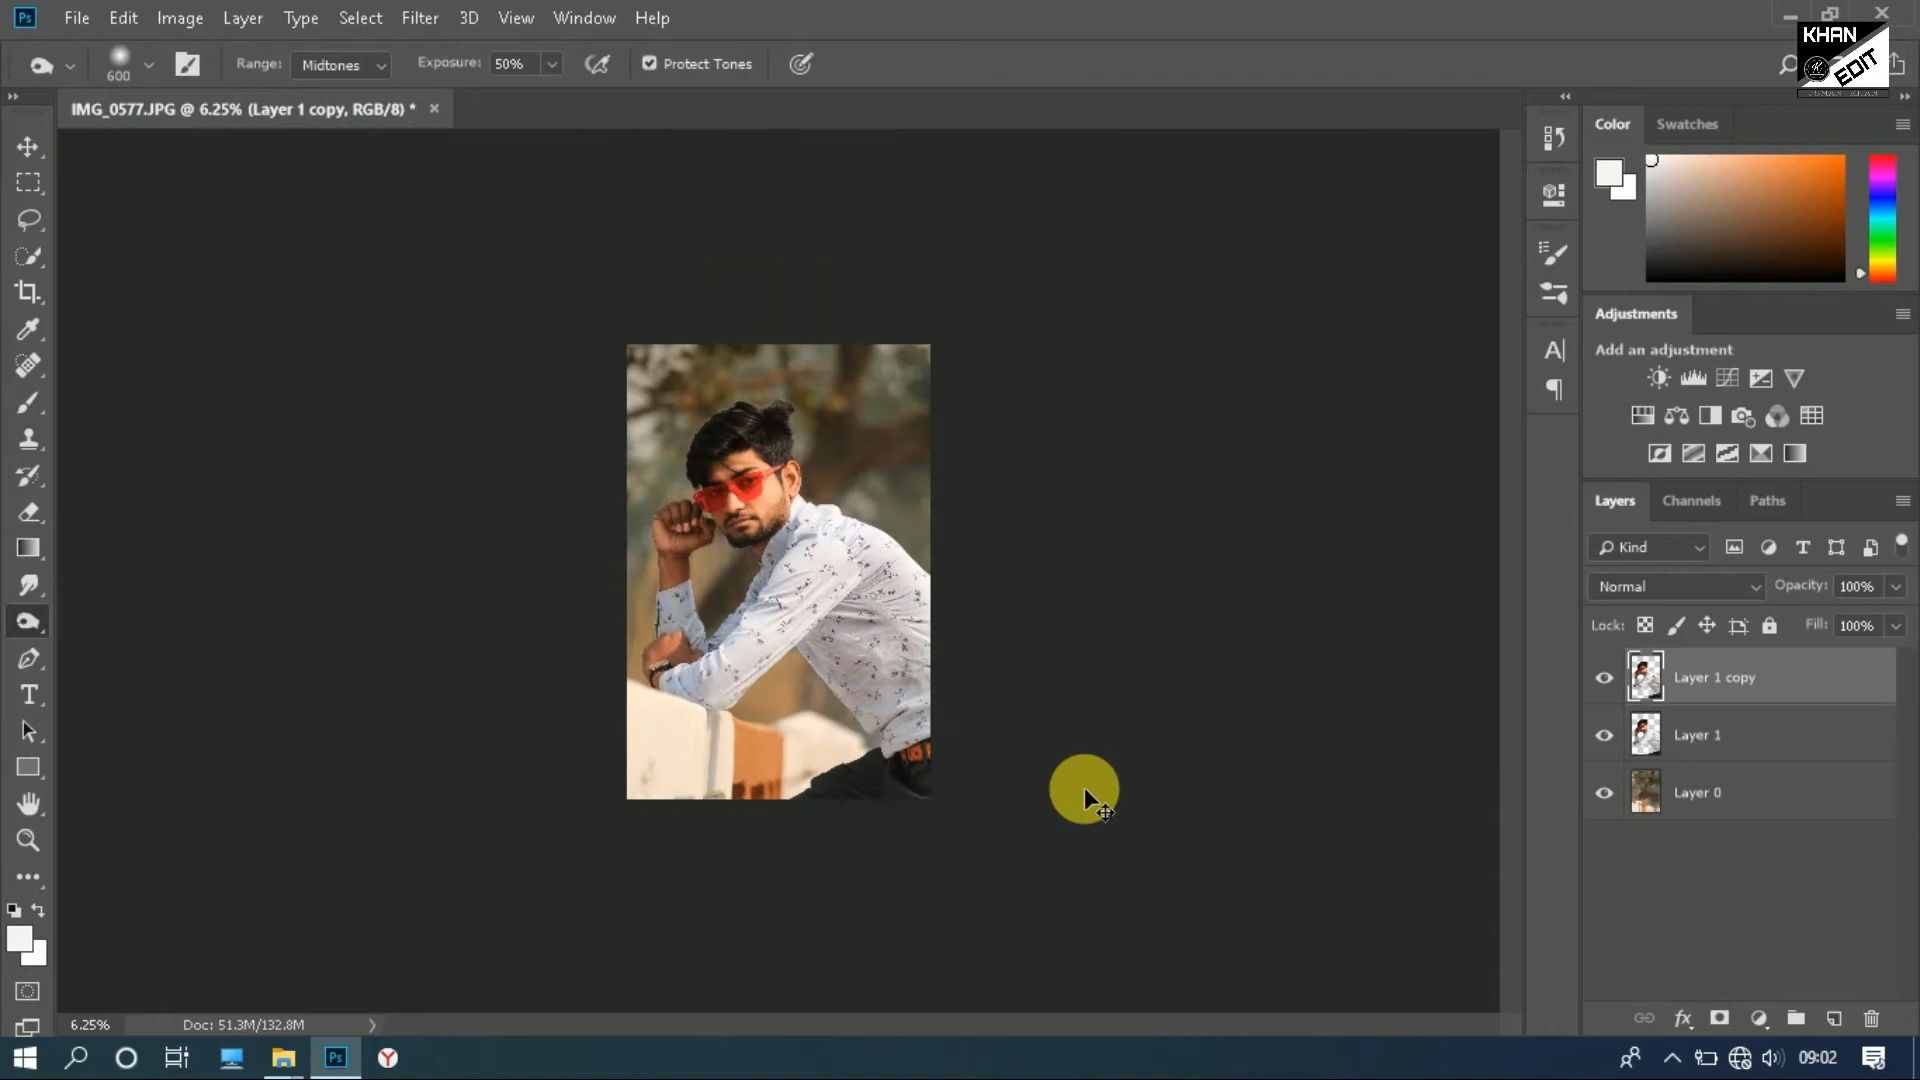 Ps File Edit Image Layer Type Select Filter 3D View Window Help
KHAN EDIT
600 Range: Midtones Exposure: 50% Protect Tones
IMG_0577.JPG @ 6.25% (Layer 1 copy, RGB/8) *
Color Swatches
Adjustments
Add an adjustment
Layers Channels Paths
Kind
Normal Opacity: 100%
Lock: Fill: 100%
Layer 1 copy
Layer 1
Layer 0
6.25% Doc: 51.3M/132.8M
Ps 09:02